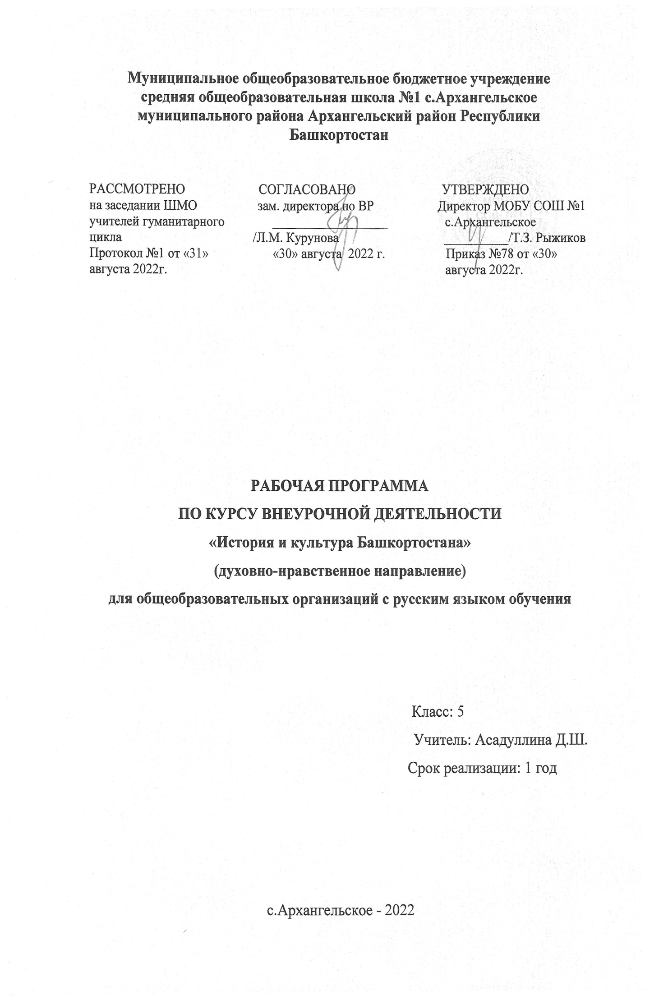 Муниципальное общеобразовательное бюджетное учреждение
средняя общеобразовательная школа №1 с.Архангельское
муниципального района Архангельский район Республики
Башкортостан
РАССМОТРЕНО
на заседании ШМО
учителей гуманитарного
цикла
Протокол №1 от «31»
августа 2022г.
СОГЛАСОВАНО
зам. директора по ВР
__________________
/Л.М. Курунова
«30» августа 2022 г.
УТВЕРЖДЕНО
Директор МОБУ СОШ №1
с.Архангельское
__________/Т.З. Рыжиков
Приказ №78 от «30»
августа 2022г.
РАБОЧАЯ ПРОГРАММА
ПО КУРСУ ВНЕУРОЧНОЙ ДЕЯТЕЛЬНОСТИ
«История и культура Башкортостана»
(духовно-нравственное направление)
для общеобразовательных организаций с русским языком обучения
Класс: 5
Учитель: Асадуллина Д.Ш.
Срок реализации: 1 год
с.Архангельское - 2022